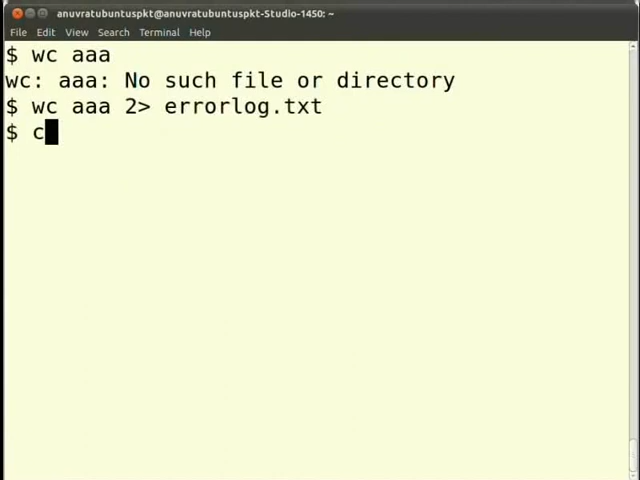 anuvratubuntuspkt@anuvratubuntuspkt-Studio-1450: ~
File Edit View Search Terminal Help
$ wc aaa
wc: aaa: No such file or directory
$ wc aaa 2> errorlog.txt
$ c